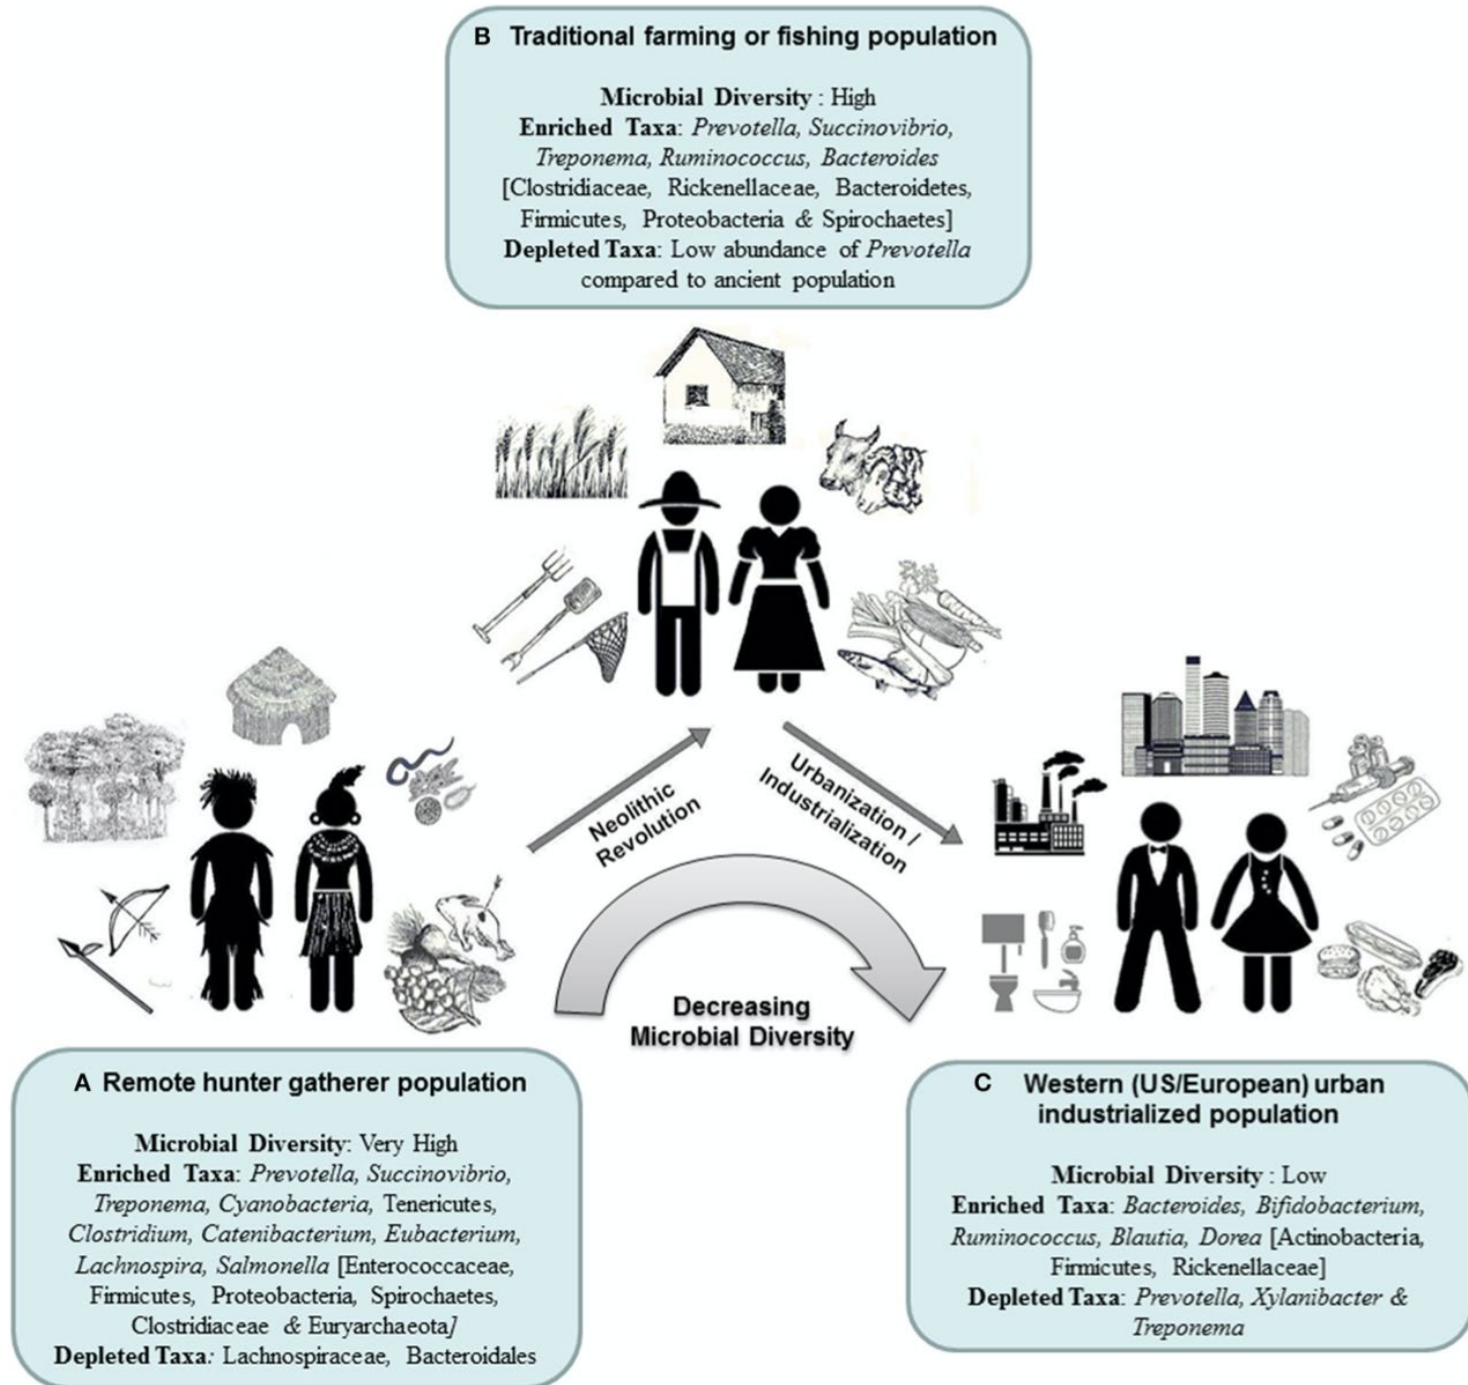 B Traditional farming or fishing population
Microbial Diversity : High
Enriched Taxa: Prevotella, Succinovibrio,
Treponema, Ruminococcus, Bacteroides
[Clostridiaceae, Rickenellaceae, Bacteroidetes,
Firmicutes, Proteobacteria & Spirochaetes]
Depleted Taxa: Low abundance of Prevotella
compared to ancient population
Neolithic
Revolution
Urbanization /
Industrialization
Decreasing
Microbial Diversity
A Remote hunter gatherer population
Microbial Diversity: Very High
Enriched Taxa: Prevotella, Succinovibrio,
Treponema, Cyanobacteria, Tenericutes,
Clostridium, Catenibacterium, Eubacterium,
Lachnospira, Salmonella [Enterococcaceae,
Firmicutes, Proteobacteria, Spirochaetes,
Clostridiaceae & Euryarchaeota]
Depleted Taxa: Lachnospiraceae, Bacteroidales
C Western (US/European) urban
industrialized population
Microbial Diversity : Low
Enriched Taxa: Bacteroides, Bifidobacterium,
Ruminococcus, Blautia, Dorea [Actinobacteria,
Firmicutes, Rickenellaceae]
Depleted Taxa: Prevotella, Xylanibacter &
Treponema